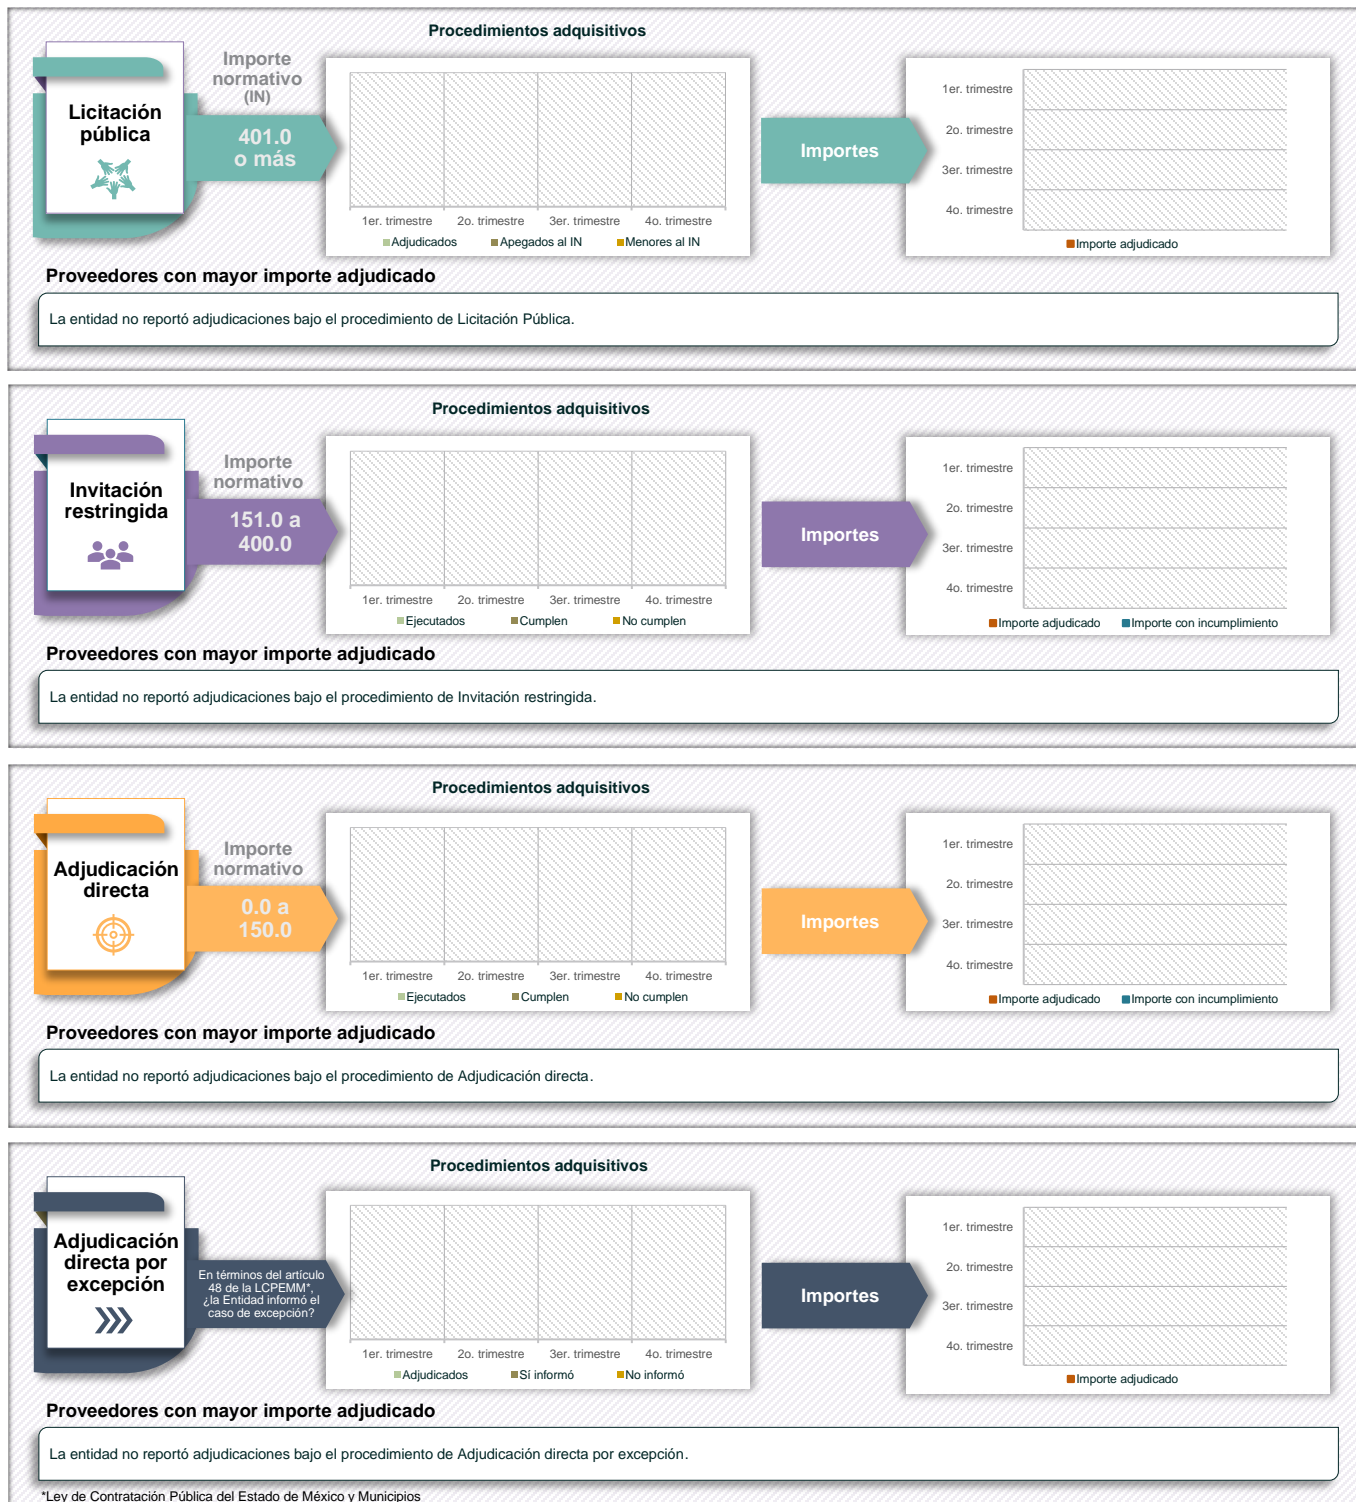 Procedimientos adquisitivos
Licitación
pública
Importe
normativo
(IN)
401.0
o más
1er. trimestre
2o. trimestre
3er. trimestre
4o. trimestre
Adjudicados
Apegados al IN
Menores al IN
Importes
1er. trimestre
2o. trimestre
3er. trimestre
4o. trimestre
Importe adjudicado
Proveedores con mayor importe adjudicado
La entidad no reportó adjudicaciones bajo el procedimiento de Licitación Pública.
Procedimientos adquisitivos
Invitación
restringida
Importe
normativo
151.0 a
400.0
1er. trimestre
2o. trimestre
3er. trimestre
4o. trimestre
Ejecutados
Cumplen
No cumplen
Importes
1er. trimestre
2o. trimestre
3er. trimestre
4o. trimestre
Importe adjudicado
Importe con incumplimiento
Proveedores con mayor importe adjudicado
La entidad no reportó adjudicaciones bajo el procedimiento de Invitación restringida.
Procedimientos adquisitivos
Adjudicación
directa
Importe
normativo
0.0 a
150.0
1er. trimestre
2o. trimestre
3er. trimestre
4o. trimestre
Ejecutados
Cumplen
No cumplen
Importes
1er. trimestre
2o. trimestre
3er. trimestre
4o. trimestre
Importe adjudicado
Importe con incumplimiento
Proveedores con mayor importe adjudicado
La entidad no reportó adjudicaciones bajo el procedimiento de Adjudicación directa.
Procedimientos adquisitivos
Adjudicación
directa por
excepción
En términos del artículo
48 de la LCPEMM*,
¿la Entidad informó el
caso de excepción?
1er. trimestre
2o. trimestre
3er. trimestre
4o. trimestre
Adjudicados
Sí informó
No informó
Importes
1er. trimestre
2o. trimestre
3er. trimestre
4o. trimestre
Importe adjudicado
Proveedores con mayor importe adjudicado
La entidad no reportó adjudicaciones bajo el procedimiento de Adjudicación directa por excepción.
*Ley de Contratación Pública del Estado de México y Municipios